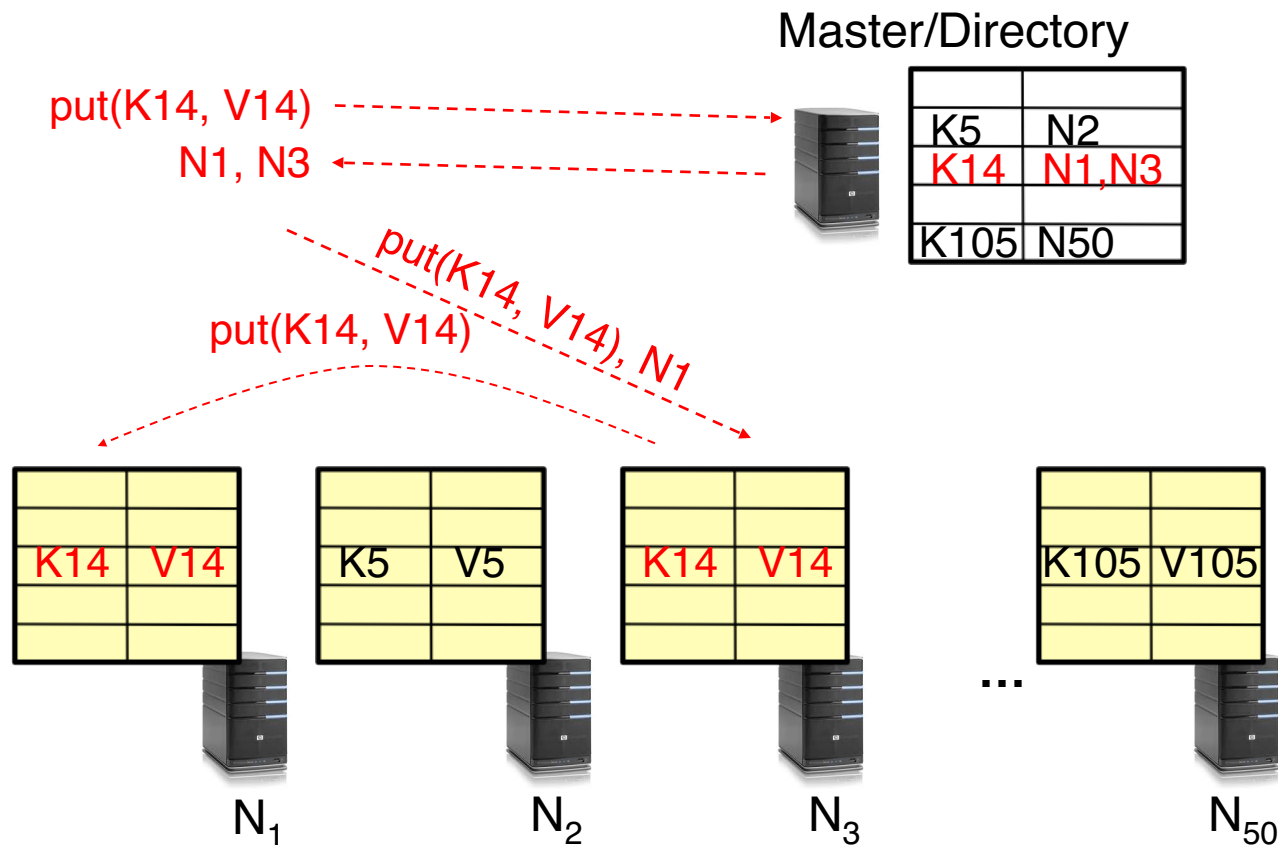 Master/Directory
put(K14, V14)
N1, N3
K5 N2
K14 N1,N3
K105 N50
put(K14, V14), N1
put(K14, V14)
K14 V14
K5 V5
K14 V14
K105 V105
...
N1
N2
N3
N50